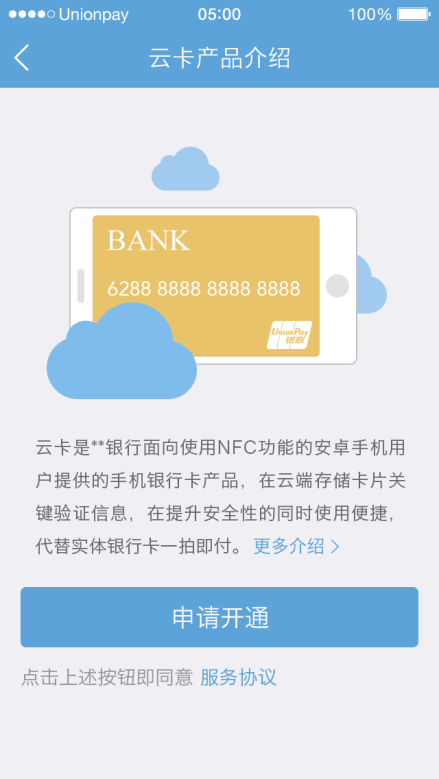 Unionpay 05:00 100%
云卡产品介绍
BANK
6288 8888 8888 8888
UnionPay
银联
云卡是**银行面向使用NFC功能的安卓手机用
户提供的手机银行卡产品，在云端存储卡片关
键验证信息，在提升安全性的同时使用便捷，
代替实体银行卡一拍即付。更多介绍 >
申请开通
点击上述按钮即同意 服务协议